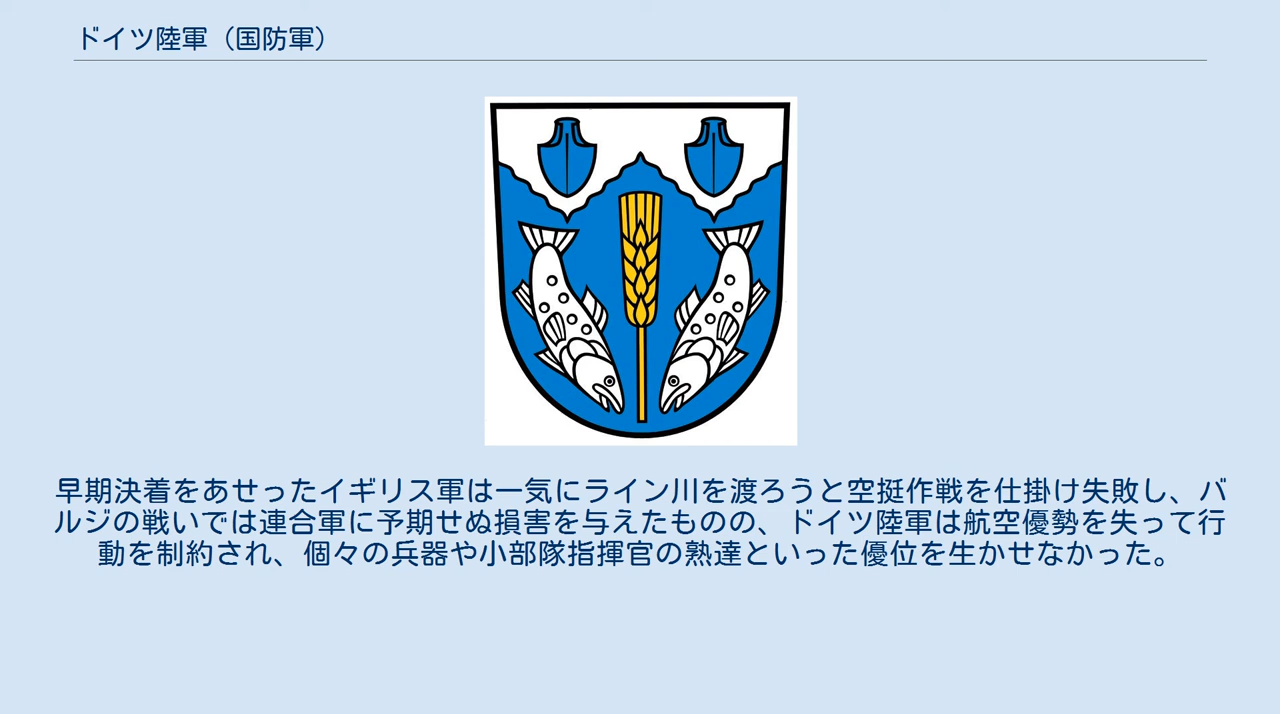 ドイツ陸軍（国防軍）
早期決着をあせったイギリス軍は一気にライン川を渡ろうと空挺作戦を仕掛け失敗し、バ
ルジの戦いでは連合軍に予期せぬ損害を与えたものの、ドイツ陸軍は航空優勢を失って行
動を制約され、個々の兵器や小部隊指揮官の熟達といった優位を生かせなかった。